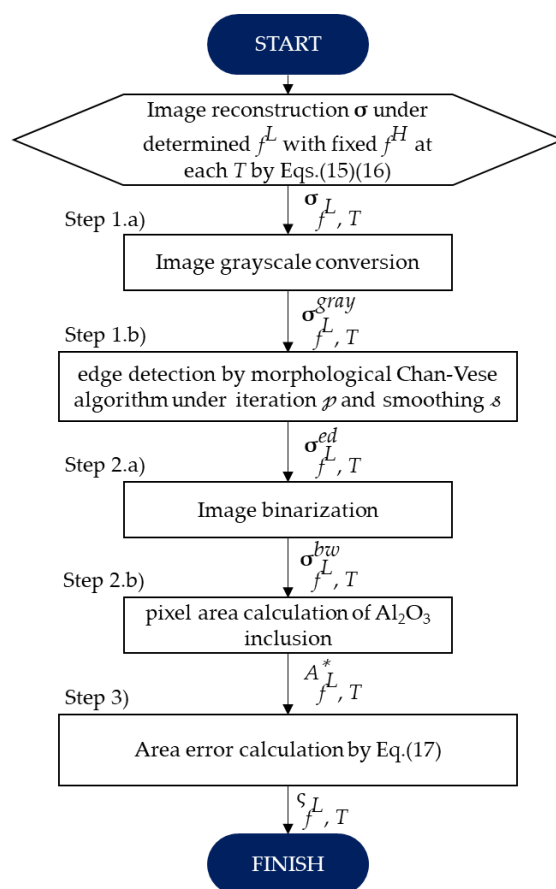 START
Image reconstruction σ under
determined f^L with fixed f^H at
each T by Eqs.(15)(16)
σ_{f^L, T}
Step 1.a)
Image grayscale conversion
σ^{gray}_{f^L, T}
Step 1.b)
edge detection by morphological Chan-Vese
algorithm under iteration 𝓅 and smoothing 𝓈
σ^{ed}_{f^L, T}
Step 2.a)
Image binarization
σ^{bw}_{f^L, T}
Step 2.b)
pixel area calculation of Al₂O₃
inclusion
A^*_{f^L, T}
Step 3)
Area error calculation by Eq.(17)
ς_{f^L, T}
FINISH